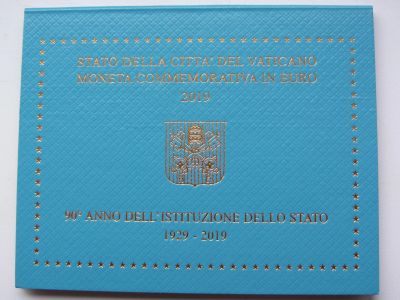 STATO DELLA CITTA' DEL VATICANO
MONETA COMMEMORATIVA IN EURO
2019
90° ANNO DELL'ISTITUZIONE DELLO STATO
1929 - 2019